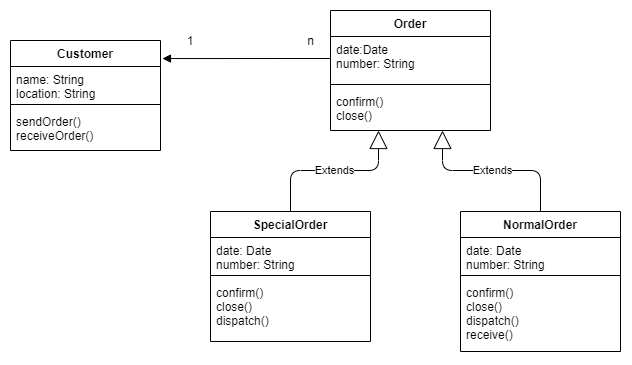 Customer
name: String
location: String
sendOrder()
receiveOrder()
1
n
Order
date:Date
number: String
confirm()
close()
Extends
Extends
SpecialOrder
date: Date
number: String
confirm()
close()
dispatch()
NormalOrder
date: Date
number: String
confirm()
close()
dispatch()
receive()